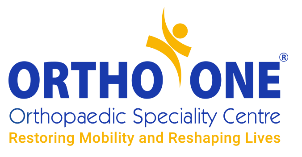 ORTHO ONE®
Orthopaedic Speciality Centre
Restoring Mobility and Reshaping Lives